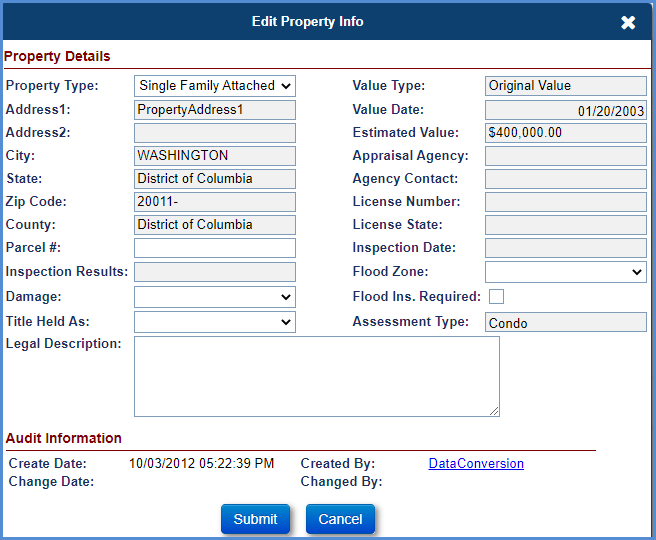 Edit Property Info
Property Details
Property Type: Single Family Attached Value Type: Original Value
Address1: PropertyAddress1 Value Date: 01/20/2003
Address2: Estimated Value: $400,000.00
City: WASHINGTON Appraisal Agency:
State: District of Columbia Agency Contact:
Zip Code: 20011- License Number:
County: District of Columbia License State:
Parcel #: Inspection Date:
Inspection Results: Flood Zone:
Damage: Flood Ins. Required:
Title Held As: Assessment Type: Condo
Legal Description:
Audit Information
Create Date: 10/03/2012 05:22:39 PM Created By: DataConversion
Change Date: Changed By:
Submit Cancel